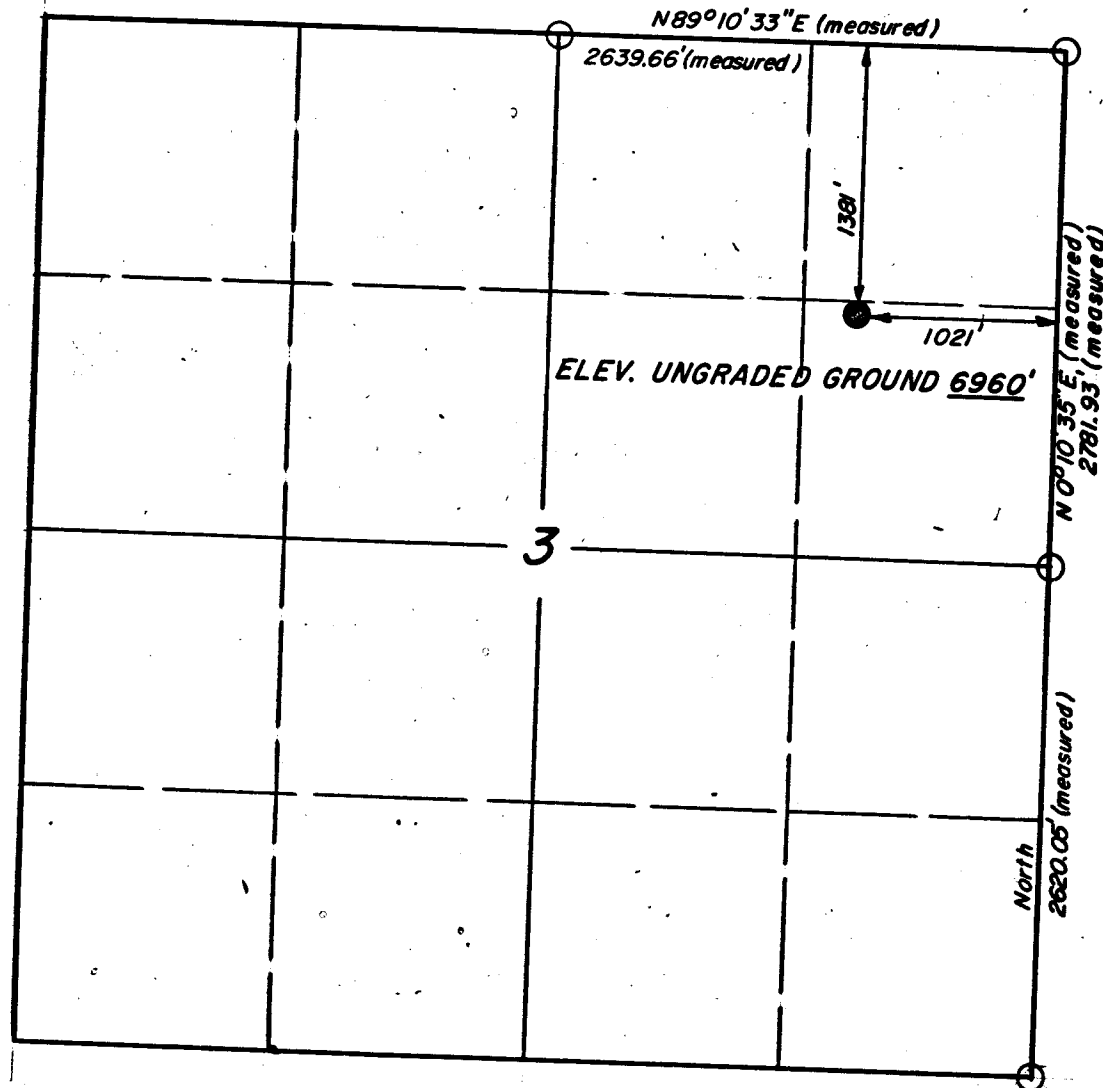 N89°10'33"E (measured)
2639.66'(measured)
1381'
1021'
ELEV. UNGRADED GROUND 6960'
N 0°10'35"E, (measured)
2781.93'(measured)
3
North
2620.05'(measured)